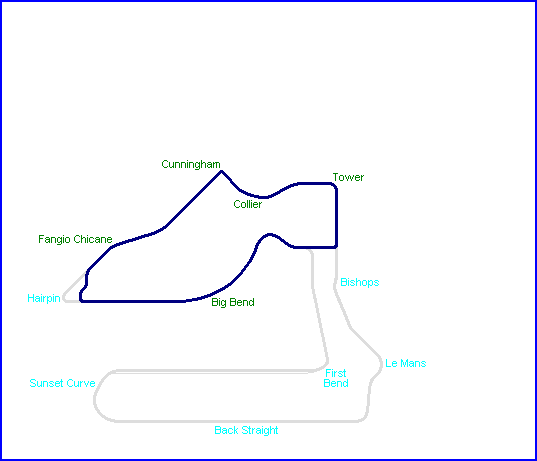 Cunningham
Tower
Collier
Fangio Chicane
Bishops
Hairpin
Big Bend
Le Mans
First
Bend
Sunset Curve
Back Straight